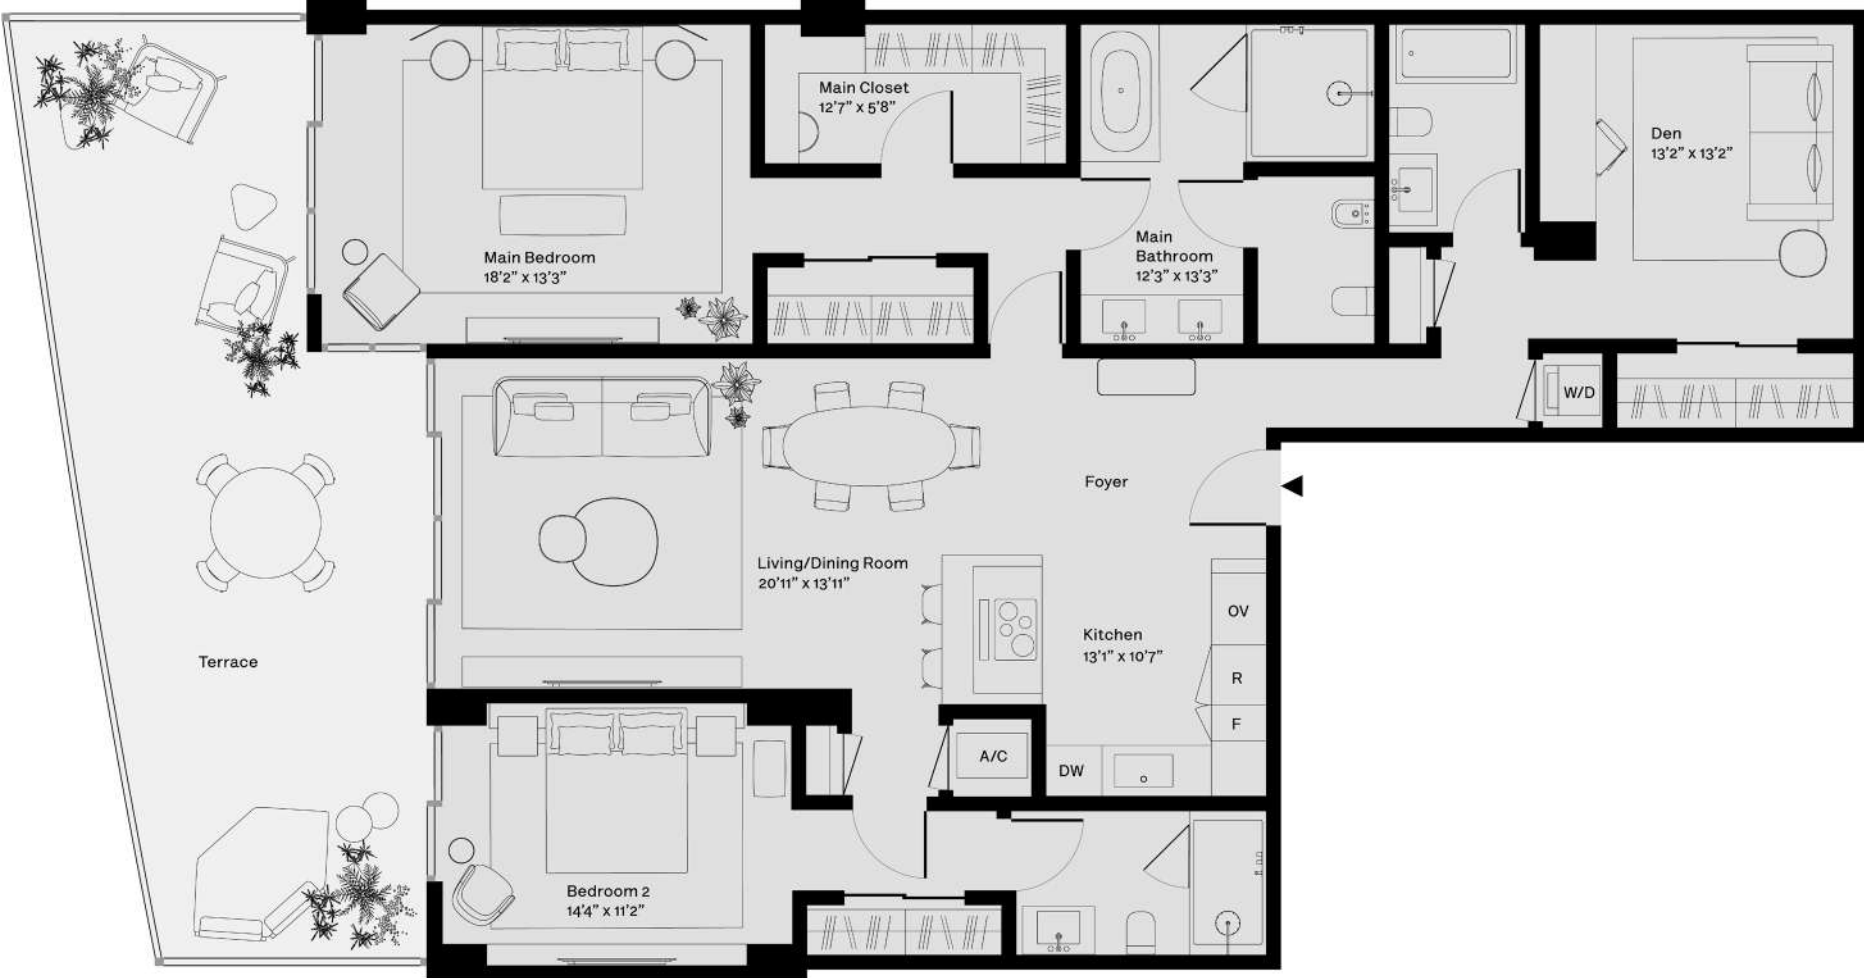 Main Closet
12'7" x 5'8"
Den
13'2" x 13'2"
Main Bedroom
18'2" x 13'3"
Main
Bathroom
12'3" x 13'3"
W/D
Foyer
Living/Dining Room
20'11" x 13'11"
OV
Kitchen
13'1" x 10'7"
Terrace
R
F
A/C
DW
Bedroom 2
14'4" x 11'2"